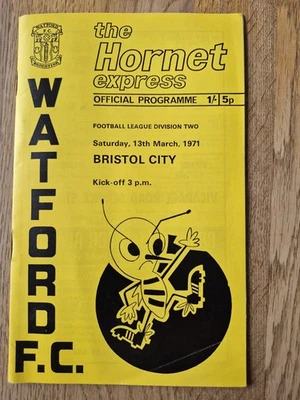 the
Hornet
express
OFFICIAL PROGRAMME 1/- 5p
WATFORD
F.C.
FOOTBALL LEAGUE DIVISION TWO
Saturday, 13th March, 1971
BRISTOL CITY
Kick-off 3 p.m.